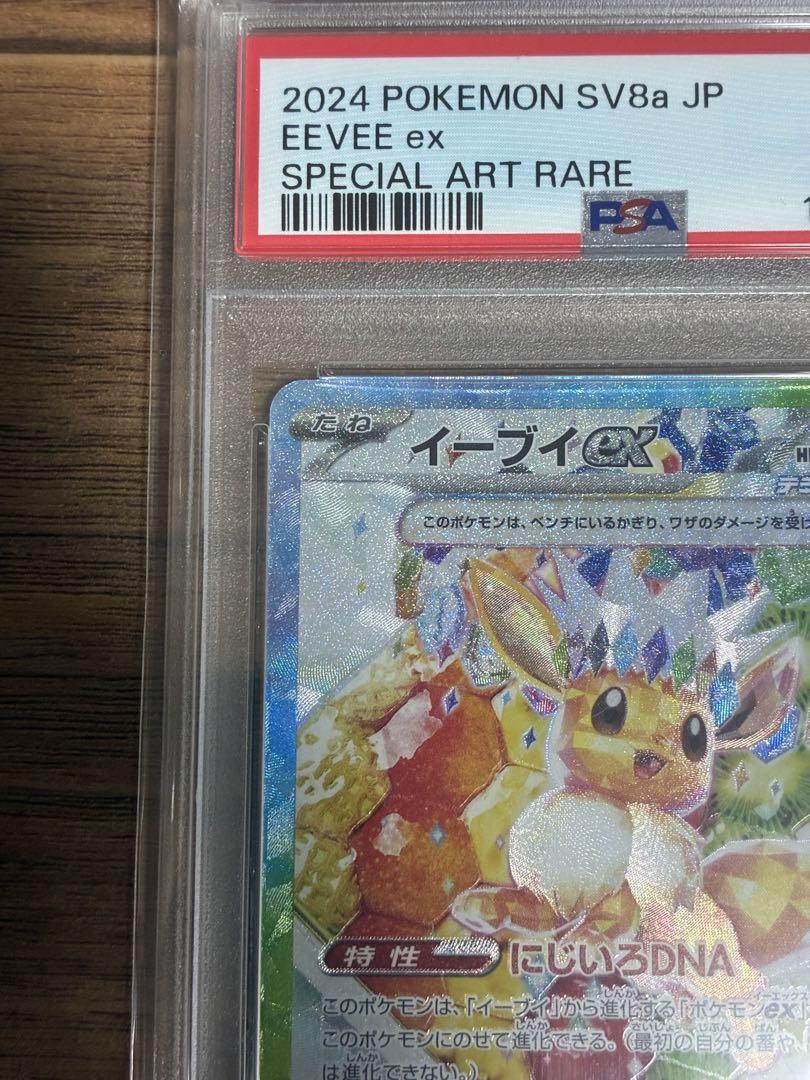 2024 POKEMON SV8a JP
EEVEE ex
SPECIAL ART RARE
PSA
たね
イーブイex
このポケモンは、ベンチにいるかぎり、ワザのダメージを受け
特性
にじいろDNA
このポケモンは、「イーブイ」から進化する「ポケモンex」
このポケモンにのせて進化できる。（最初の自分の番や、
は進化できない。）